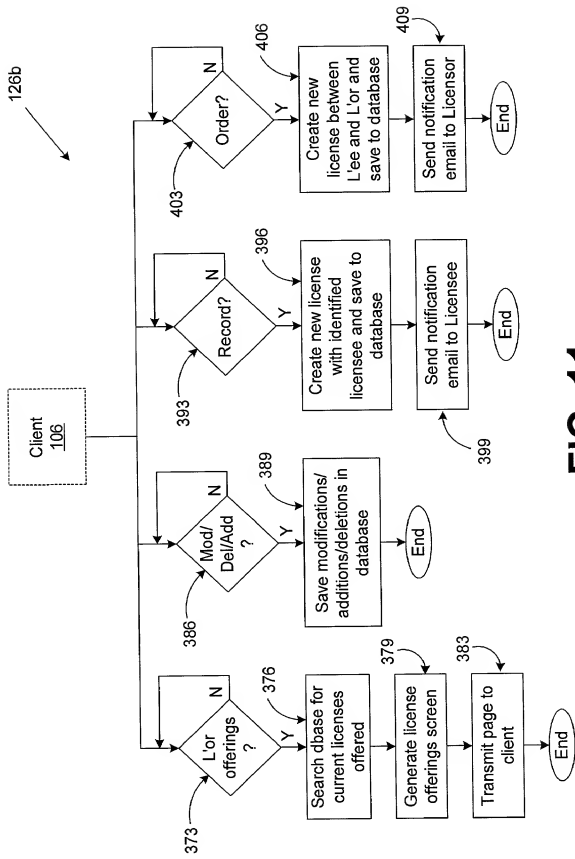 126b
Client
106
L'or
offerings
?
373
N
Y
Search dbase for
current licenses
offered
376
Generate license
offerings screen
379
Transmit page to
client
383
End
Mod/
Del/Add
?
386
N
Y
Save modifications/
additions/deletions in
database
389
End
Record?
393
N
Y
Create new license
with identified
licensee and save to
database
396
Send notification
email to Licensee
399
End
Order?
403
N
Y
Create new
license between
L'ee and L'or and
save to database
406
Send notification
email to Licensor
409
End